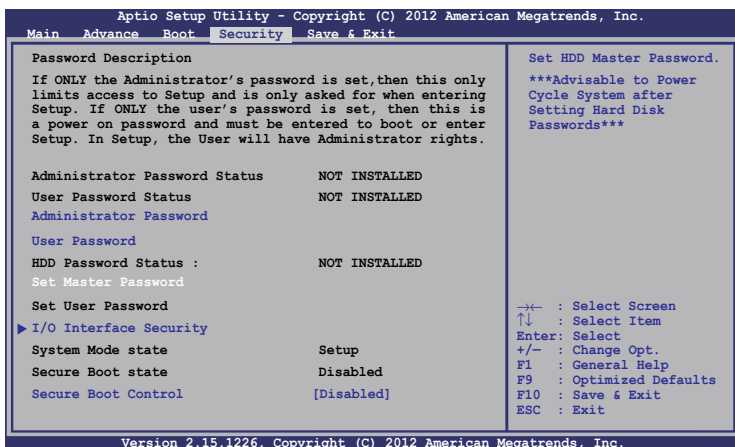 Aptio Setup Utility - Copyright (C) 2012 American Megatrends, Inc.
Main Advance Boot Security Save & Exit
Password Description
If ONLY the Administrator's password is set,then this only
limits access to Setup and is only asked for when entering
Setup. If ONLY the user's password is set, then this is
a power on password and must be entered to boot or enter
Setup. In Setup, the User will have Administrator rights.
Administrator Password Status NOT INSTALLED
User Password Status NOT INSTALLED
Administrator Password
User Password
HDD Password Status : NOT INSTALLED
Set Master Password
Set User Password
I/O Interface Security
System Mode state Setup
Secure Boot state Disabled
Secure Boot Control [Disabled]
Set HDD Master Password.
***Advisable to Power
Cycle System after
Setting Hard Disk
Passwords***
→← : Select Screen
↑↓ : Select Item
Enter: Select
+/— : Change Opt.
F1 : General Help
F9 : Optimized Defaults
F10 : Save & Exit
ESC : Exit
Version 2.15.1226. Copyright (C) 2012 American Megatrends, Inc.